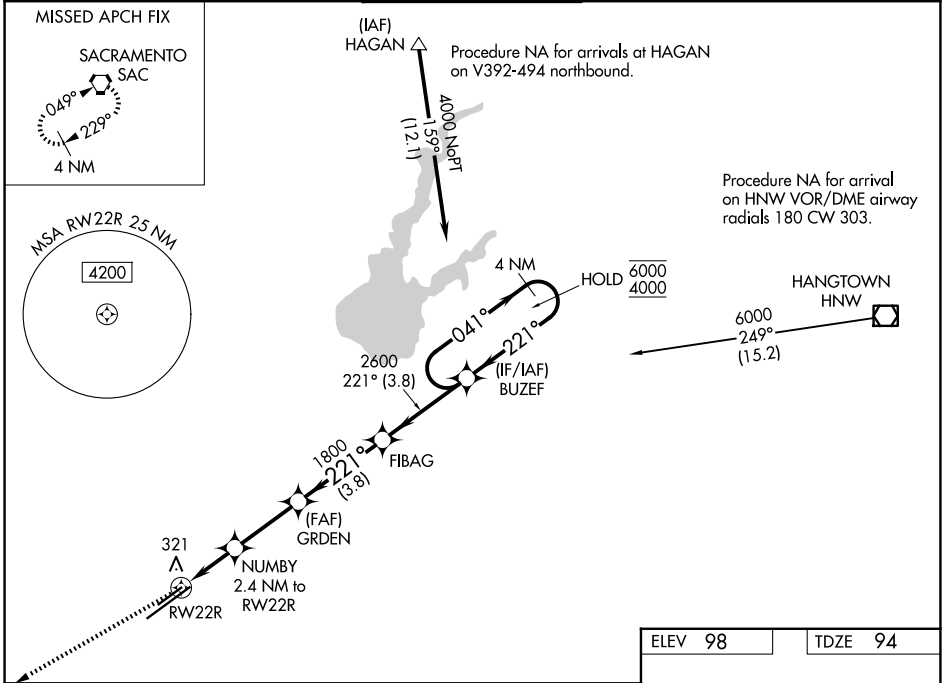 MISSED APCH FIX
SACRAMENTO
SAC
049°
229°
4 NM
MSA RW22R 25 NM
4200
(IAF)
HAGAN
Procedure NA for arrivals at HAGAN
on V392-494 northbound.
4000 NoPT
159°
(12.1)
Procedure NA for arrival
on HNW VOR/DME airway
radials 180 CW 303.
HANGTOWN
HNW
6000
249°
(15.2)
4 NM
HOLD
6000
4000
041°
221°
(IF/IAF)
BUZEF
2600
221° (3.8)
FIBAG
1800
221°
(3.8)
(FAF)
GRDEN
NUMBY
2.4 NM to
RW22R
321
RW22R
ELEV 98
TDZE 94